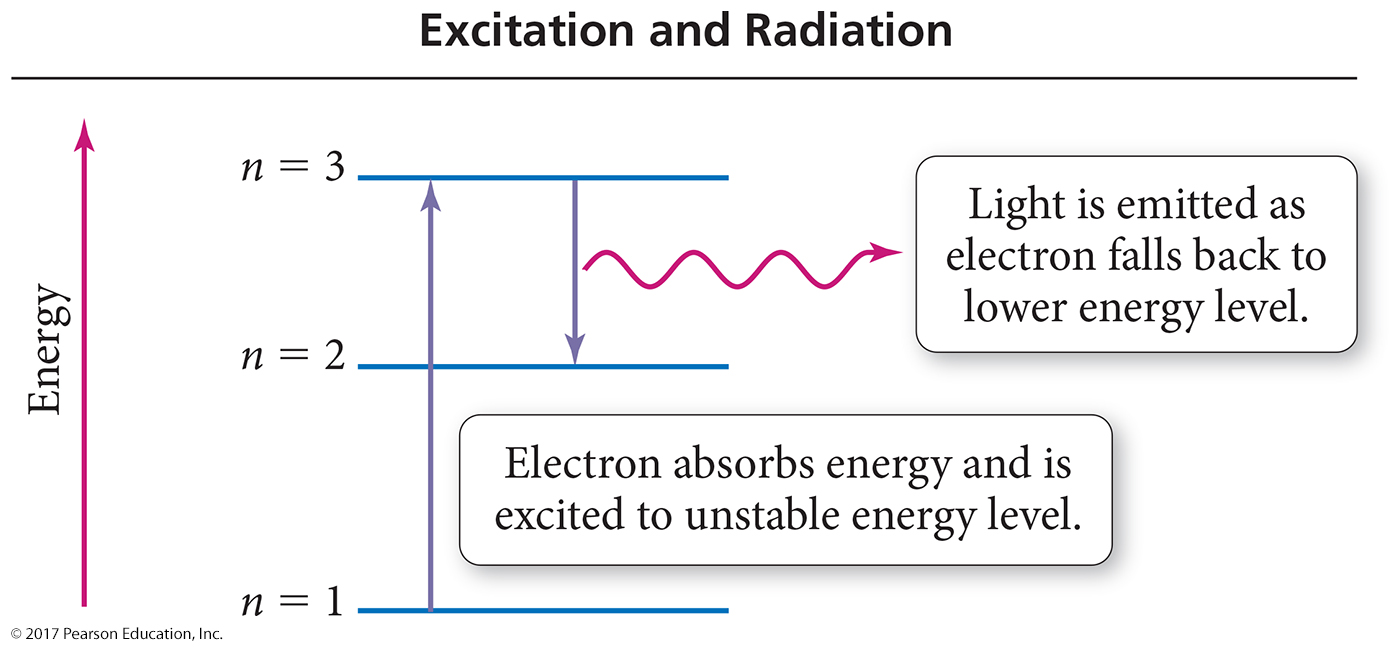 Excitation and Radiation
n = 3
Light is emitted as
electron falls back to
lower energy level.
Energy
n = 2
Electron absorbs energy and is
excited to unstable energy level.
n = 1
© 2017 Pearson Education, Inc.